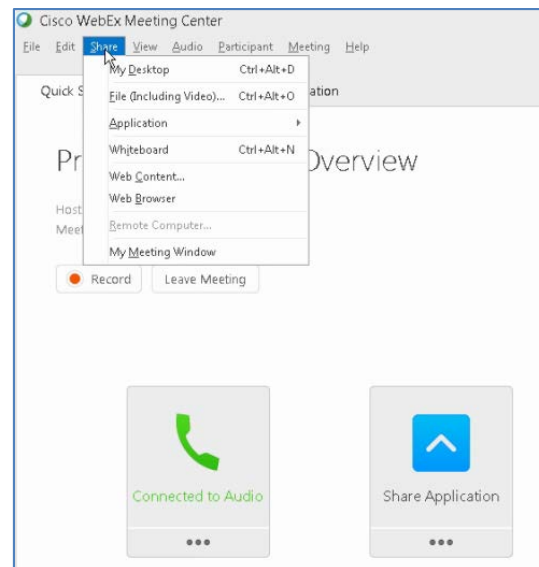 Cisco WebEx Meeting Center
File Edit Share View Audio Participant Meeting Help
My Desktop Ctrl+Alt+D
Quick S
File (Including Video)... Ctrl+Alt+O
ation
Application
Whiteboard Ctrl+Alt+N
Pr
Overview
Web Content...
Web Browser
Host
Remote Computer...
Meet
My Meeting Window
Record Leave Meeting
Connected to Audio
Share Application